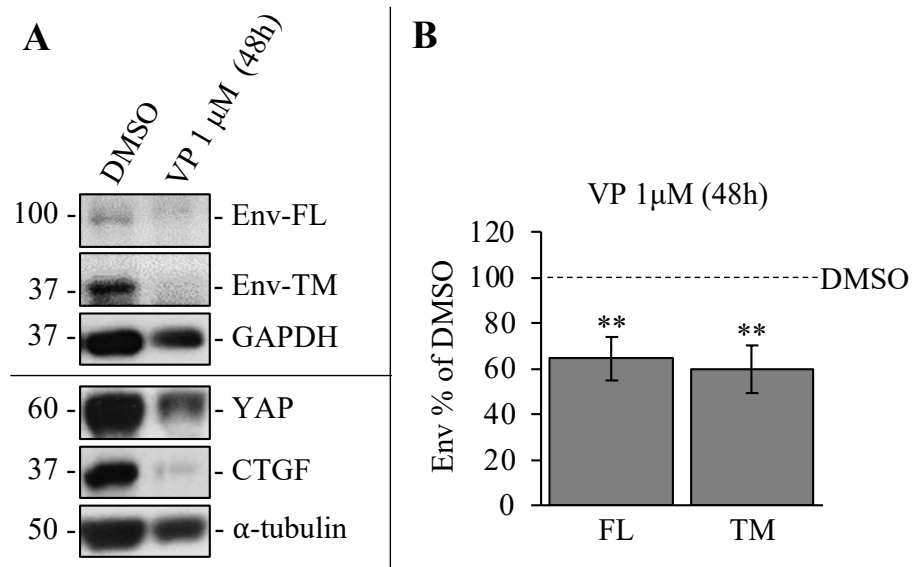 A
DMSO
VP 1 μM (48h)
100 - - Env-FL
37 - - Env-TM
37 - - GAPDH
60 - - YAP
37 - - CTGF
50 - - α-tubulin
B
VP 1μM (48h)
Env % of DMSO
120
100
80
60
40
20
0
DMSO
** **
FL TM